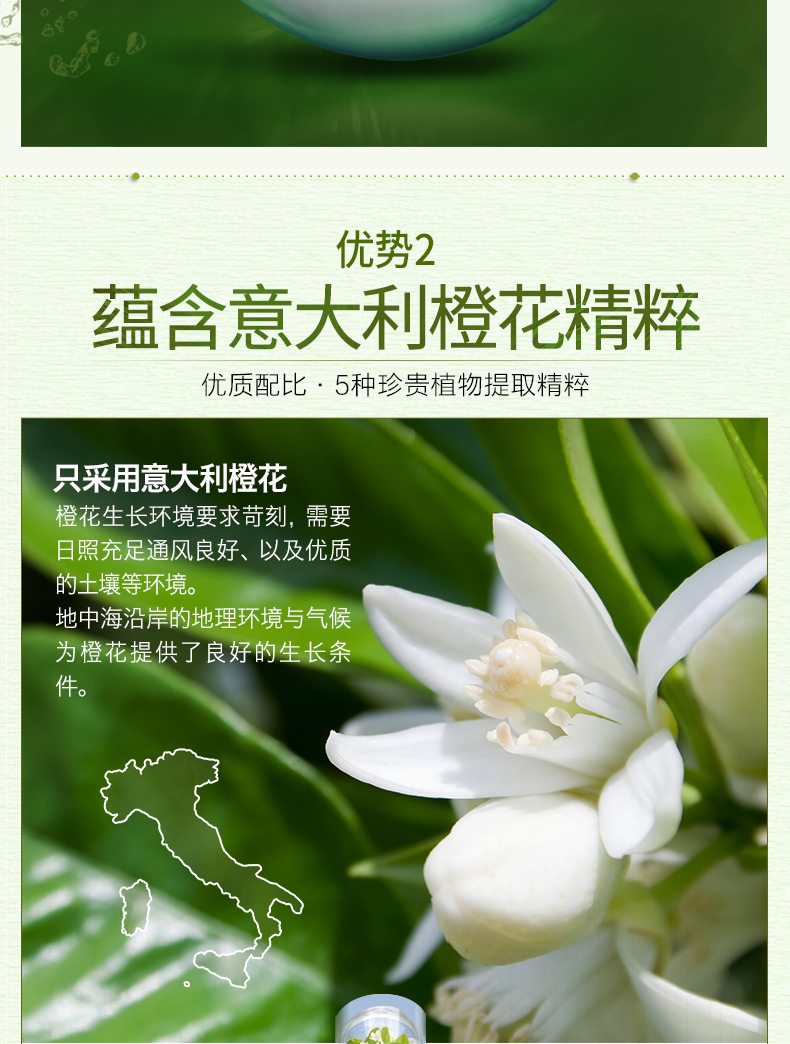 优势2
蕴含意大利橙花精粹
优质配比 · 5种珍贵植物提取精粹
只采用意大利橙花
橙花生长环境要求苛刻, 需要
日照充足通风良好、以及优质
的土壤等环境。
地中海沿岸的地理环境与气候
为橙花提供了良好的生长条
件。